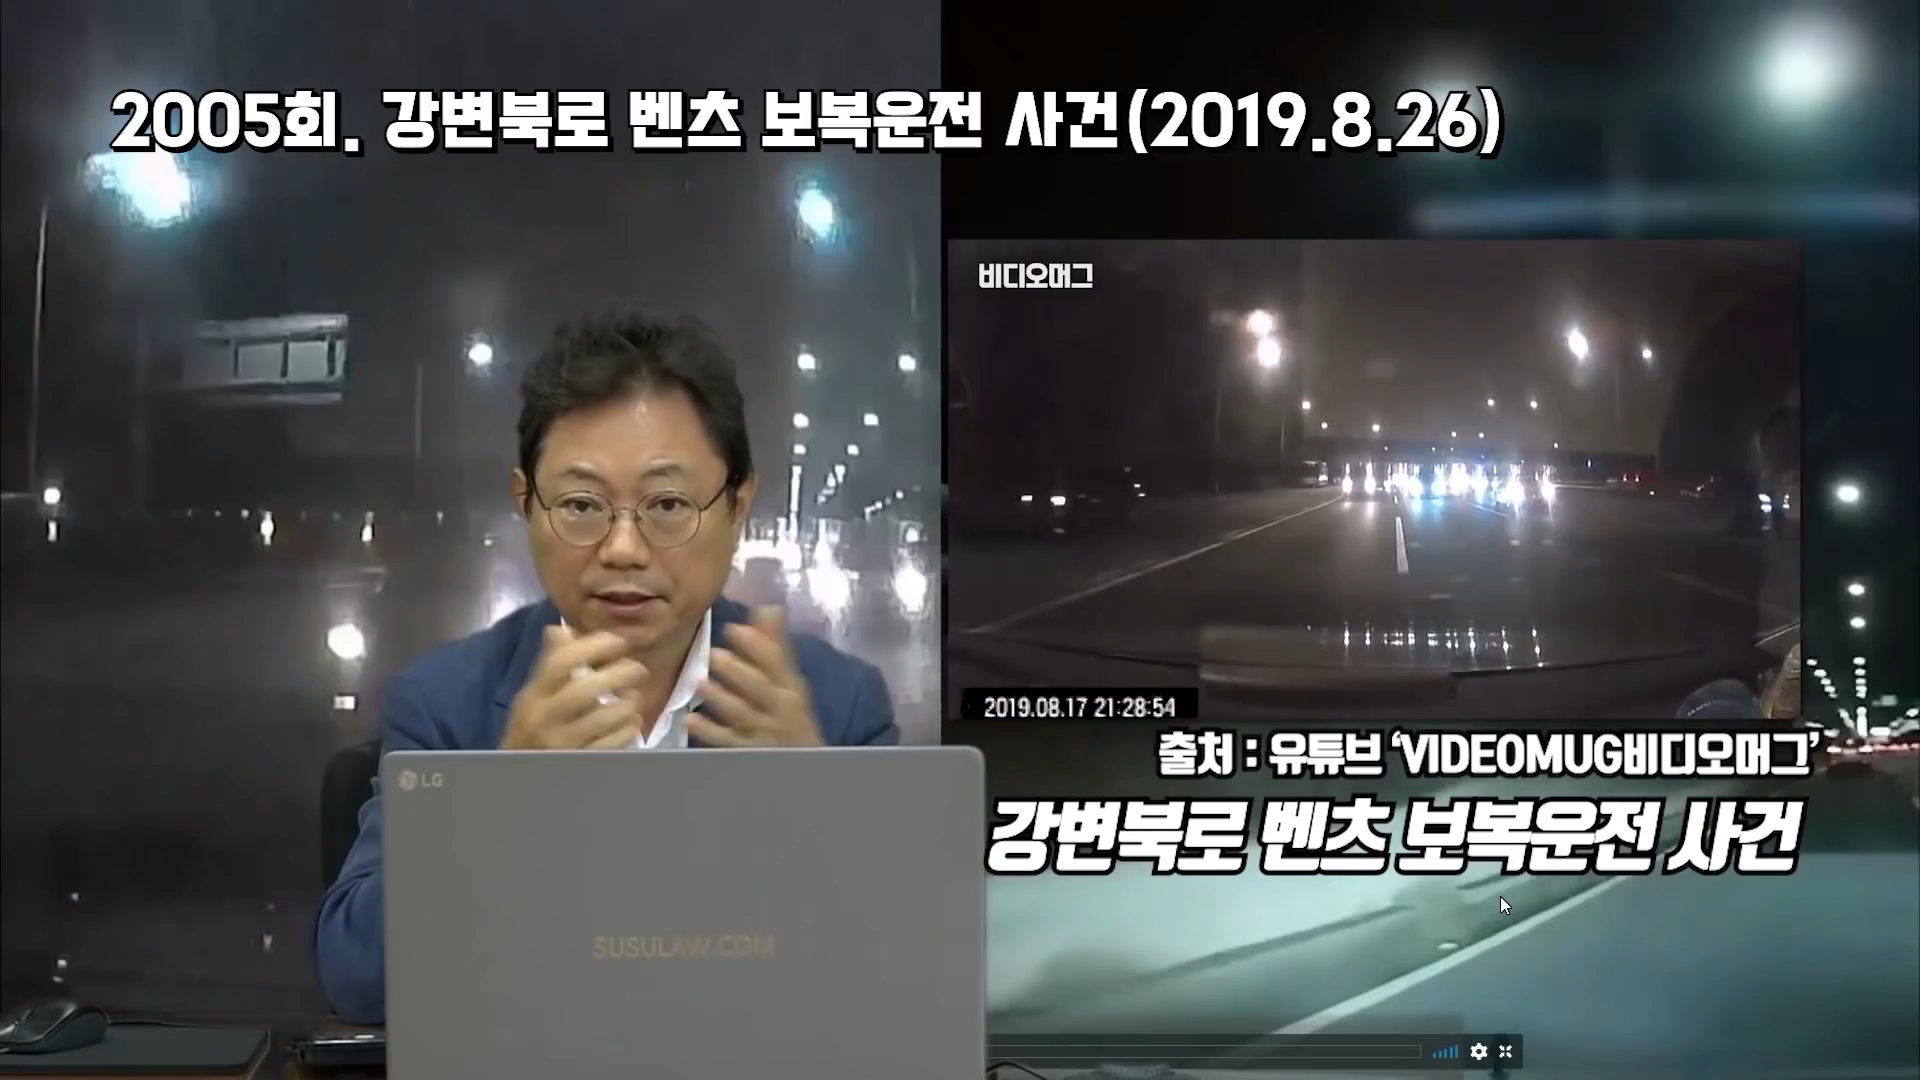 2005회. 강변북로 벤츠 보복운전 사건(2019.8.26)
비디오머그
2019.08.17 21:28:54
출처 : 유튜브 ‘VIDEOMUG비디오머그’
강변북로 벤츠 보복운전 사건
LG
SUSULAW.COM